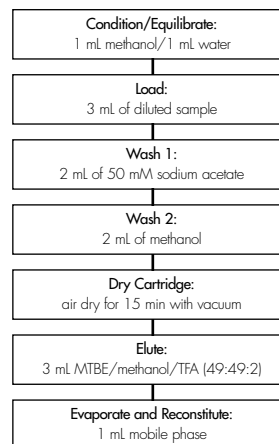 Condition/Equilibrate:
1 mL methanol/1 mL water
Load:
3 mL of diluted sample
Wash 1:
2 mL of 50 mM sodium acetate
Wash 2:
2 mL of methanol
Dry Cartridge:
air dry for 15 min with vacuum
Elute:
3 mL MTBE/methanol/TFA (49:49:2)
Evaporate and Reconstitute:
1 mL mobile phase